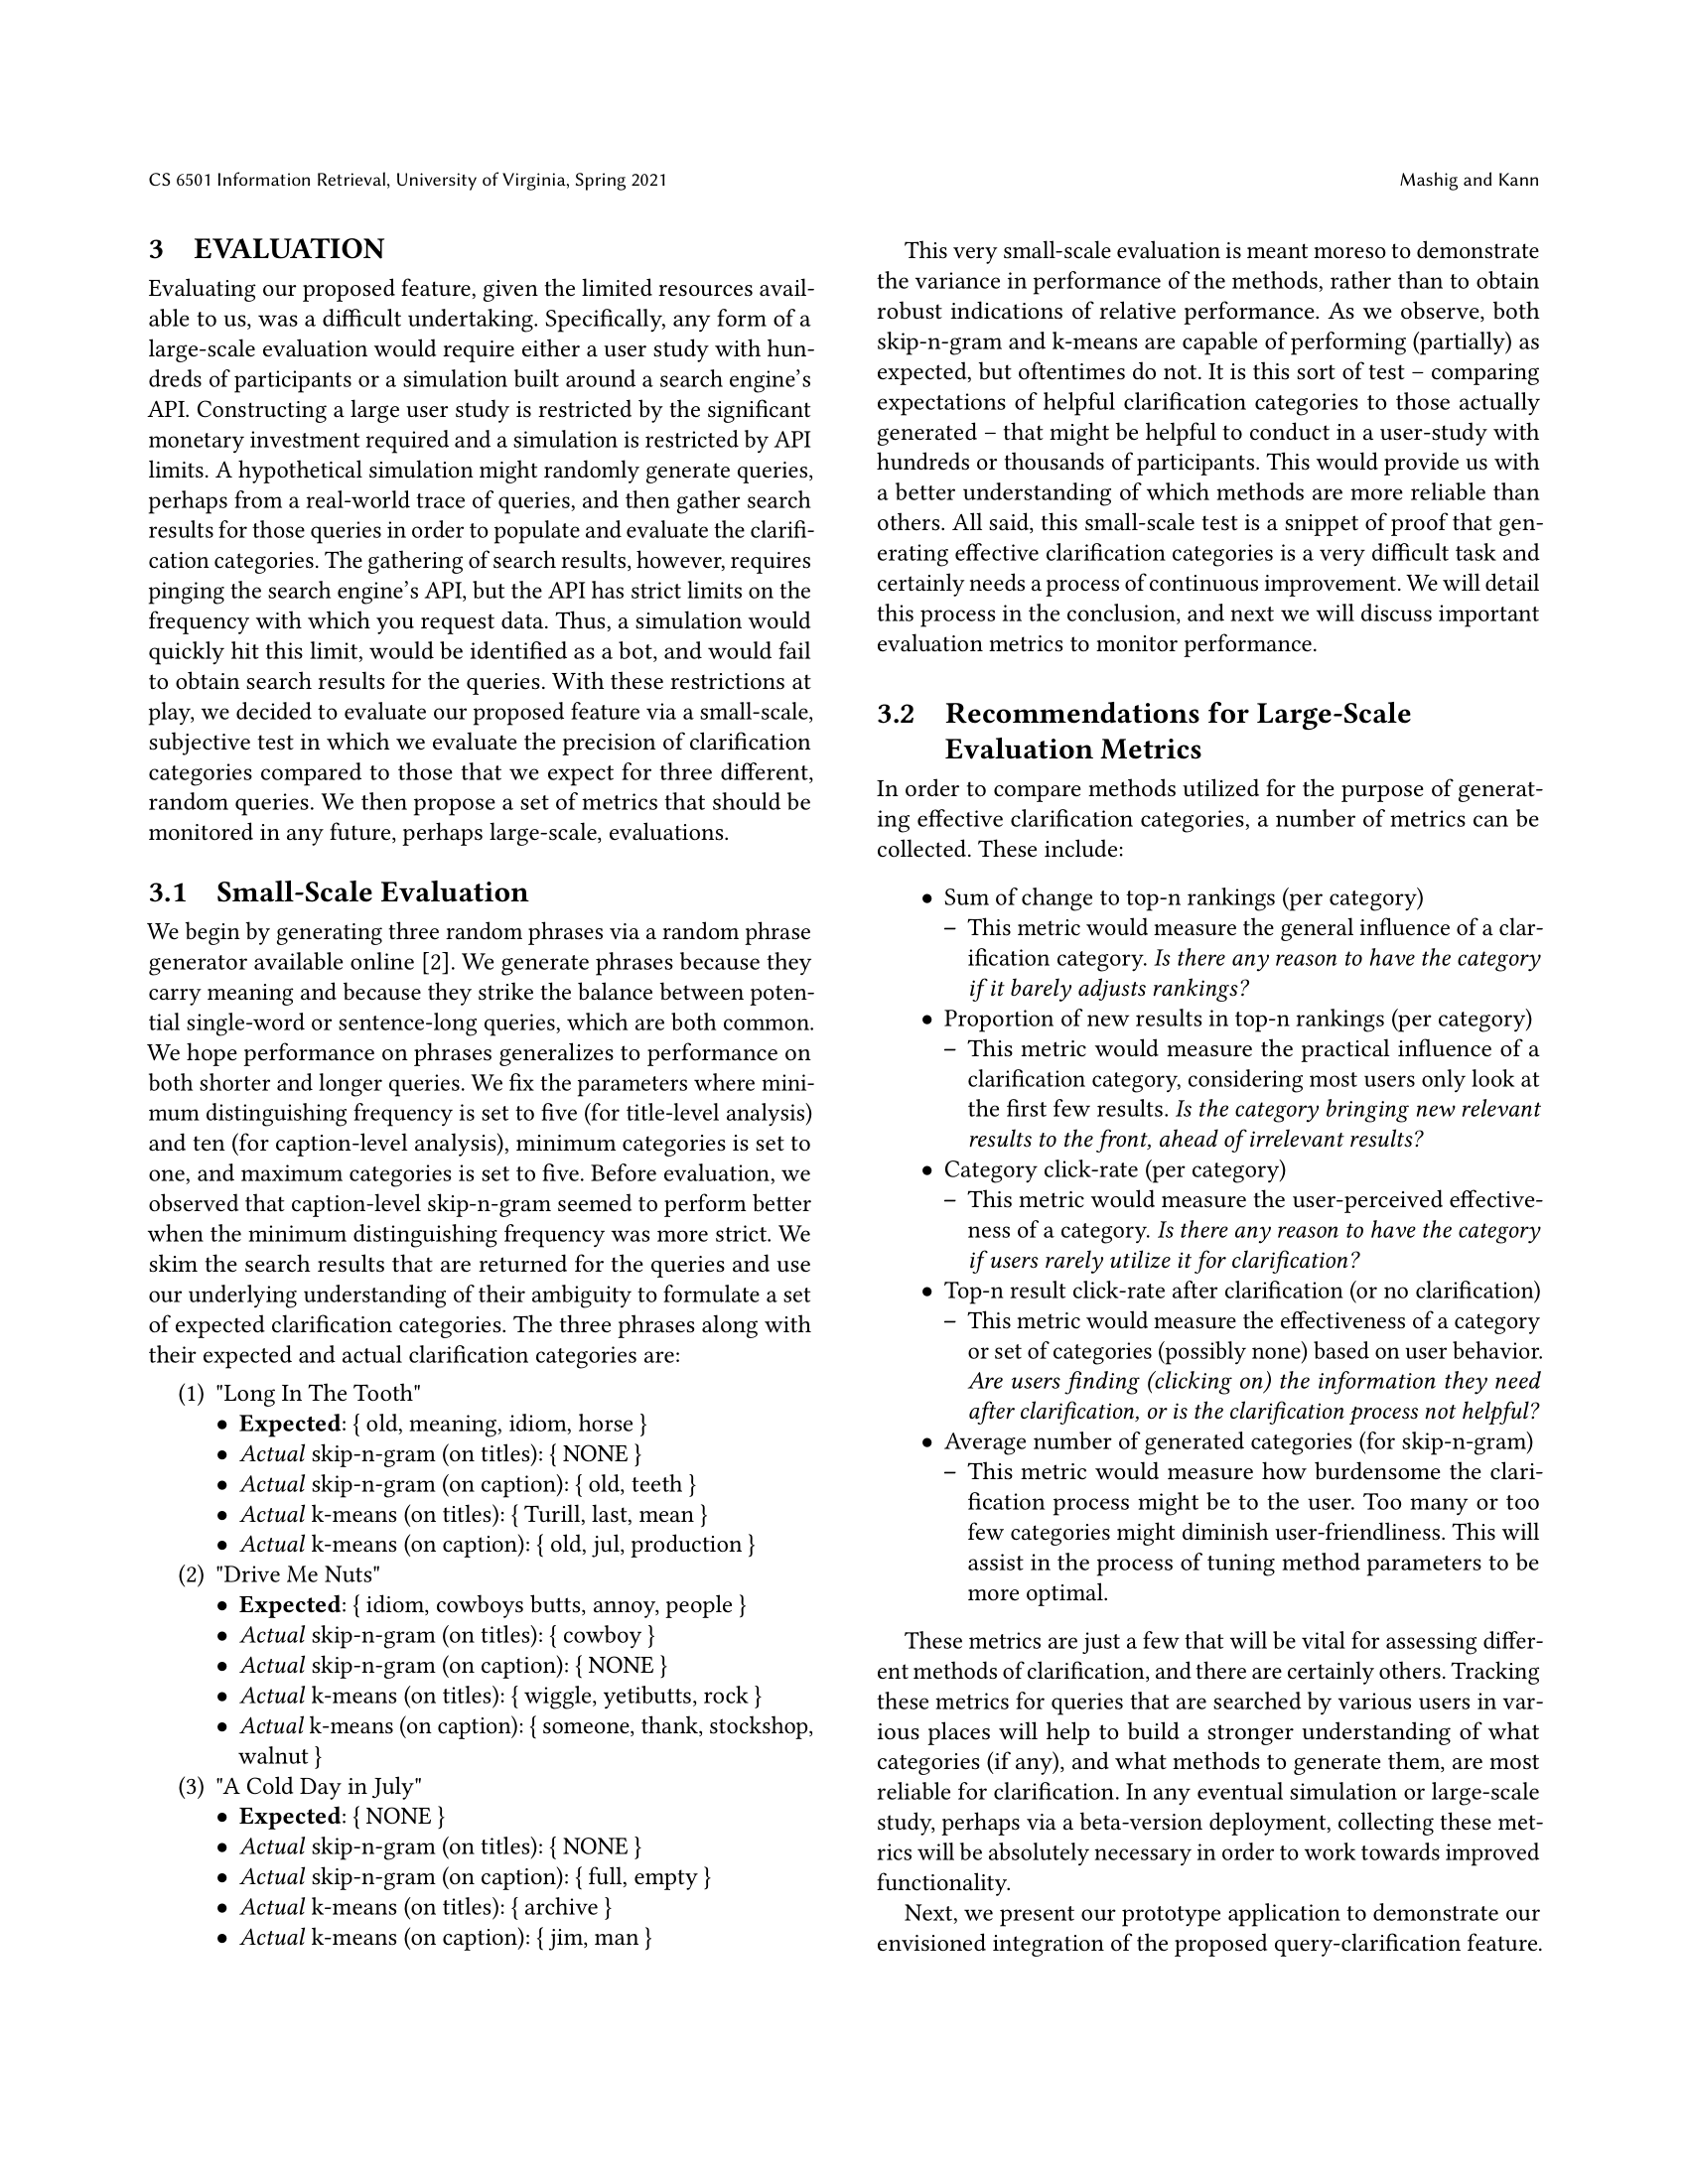 CS 6501 Information Retrieval, University of Virginia, Spring 2021
Mashig and Kann
3 EVALUATION
Evaluating our proposed feature, given the limited resources avail-
able to us, was a difficult undertaking. Specifically, any form of a
large-scale evaluation would require either a user study with hun-
dreds of participants or a simulation built around a search engine's
API. Constructing a large user study is restricted by the significant
monetary investment required and a simulation is restricted by API
limits. A hypothetical simulation might randomly generate queries,
perhaps from a real-world trace of queries, and then gather search
results for those queries in order to populate and evaluate the clarifi-
cation categories. The gathering of search results, however, requires
pinging the search engine's API, but the API has strict limits on the
frequency with which you request data. Thus, a simulation would
quickly hit this limit, would be identified as a bot, and would fail
to obtain search results for the queries. With these restrictions at
play, we decided to evaluate our proposed feature via a small-scale,
subjective test in which we evaluate the precision of clarification
categories compared to those that we expect for three different,
random queries. We then propose a set of metrics that should be
monitored in any future, perhaps large-scale, evaluations.
3.1 Small-Scale Evaluation
We begin by generating three random phrases via a random phrase
generator available online [2]. We generate phrases because they
carry meaning and because they strike the balance between poten-
tial single-word or sentence-long queries, which are both common.
We hope performance on phrases generalizes to performance on
both shorter and longer queries. We fix the parameters where mini-
mum distinguishing frequency is set to five (for title-level analysis)
and ten (for caption-level analysis), minimum categories is set to
one, and maximum categories is set to five. Before evaluation, we
observed that caption-level skip-n-gram seemed to perform better
when the minimum distinguishing frequency was more strict. We
skim the search results that are returned for the queries and use
our underlying understanding of their ambiguity to formulate a set
of expected clarification categories. The three phrases along with
their expected and actual clarification categories are:
(1) "Long In The Tooth"
• Expected: { old, meaning, idiom, horse }
• Actual skip-n-gram (on titles): { NONE }
• Actual skip-n-gram (on caption): { old, teeth }
• Actual k-means (on titles): { Turill, last, mean }
• Actual k-means (on caption): { old, jul, production }
(2) "Drive Me Nuts"
• Expected: { idiom, cowboys butts, annoy, people }
• Actual skip-n-gram (on titles): { cowboy }
• Actual skip-n-gram (on caption): { NONE }
• Actual k-means (on titles): { wiggle, yetibutts, rock }
• Actual k-means (on caption): { someone, thank, stockshop,
walnut }
(3) "A Cold Day in July"
• Expected: { NONE }
• Actual skip-n-gram (on titles): { NONE }
• Actual skip-n-gram (on caption): { full, empty }
• Actual k-means (on titles): { archive }
• Actual k-means (on caption): { jim, man }
This very small-scale evaluation is meant moreso to demonstrate
the variance in performance of the methods, rather than to obtain
robust indications of relative performance. As we observe, both
skip-n-gram and k-means are capable of performing (partially) as
expected, but oftentimes do not. It is this sort of test – comparing
expectations of helpful clarification categories to those actually
generated – that might be helpful to conduct in a user-study with
hundreds or thousands of participants. This would provide us with
a better understanding of which methods are more reliable than
others. All said, this small-scale test is a snippet of proof that gen-
erating effective clarification categories is a very difficult task and
certainly needs a process of continuous improvement. We will detail
this process in the conclusion, and next we will discuss important
evaluation metrics to monitor performance.
3.2 Recommendations for Large-Scale
Evaluation Metrics
In order to compare methods utilized for the purpose of generat-
ing effective clarification categories, a number of metrics can be
collected. These include:
• Sum of change to top-n rankings (per category)
– This metric would measure the general influence of a clar-
ification category. Is there any reason to have the category
if it barely adjusts rankings?
• Proportion of new results in top-n rankings (per category)
– This metric would measure the practical influence of a
clarification category, considering most users only look at
the first few results. Is the category bringing new relevant
results to the front, ahead of irrelevant results?
• Category click-rate (per category)
– This metric would measure the user-perceived effective-
ness of a category. Is there any reason to have the category
if users rarely utilize it for clarification?
• Top-n result click-rate after clarification (or no clarification)
– This metric would measure the effectiveness of a category
or set of categories (possibly none) based on user behavior.
Are users finding (clicking on) the information they need
after clarification, or is the clarification process not helpful?
• Average number of generated categories (for skip-n-gram)
– This metric would measure how burdensome the clari-
fication process might be to the user. Too many or too
few categories might diminish user-friendliness. This will
assist in the process of tuning method parameters to be
more optimal.
These metrics are just a few that will be vital for assessing differ-
ent methods of clarification, and there are certainly others. Tracking
these metrics for queries that are searched by various users in var-
ious places will help to build a stronger understanding of what
categories (if any), and what methods to generate them, are most
reliable for clarification. In any eventual simulation or large-scale
study, perhaps via a beta-version deployment, collecting these met-
rics will be absolutely necessary in order to work towards improved
functionality.
Next, we present our prototype application to demonstrate our
envisioned integration of the proposed query-clarification feature.